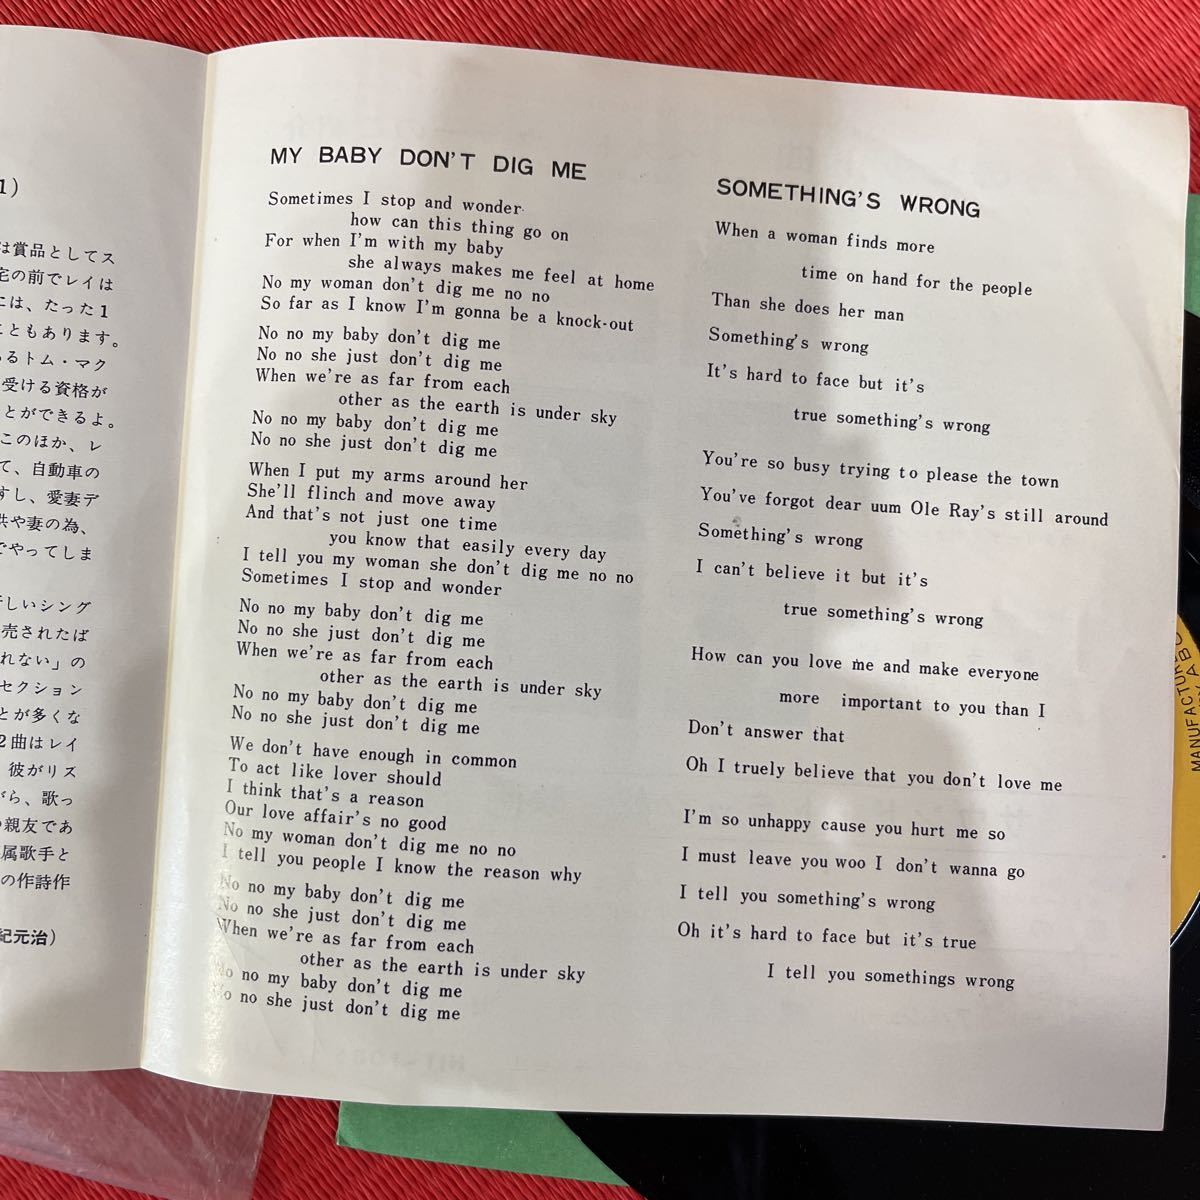 1)
は賞品としてス
宅の前でレイは
には、たった1
こともあります。
あるトム・マク
受ける資格が
とができるよ。
このほか、レ
て、自動車の
すし、愛妻デ
供や妻の為、
でやってしま
新しいシング
売されたば
れない」の
セクション
とが多くな
2曲はレイ
彼がリズ
がら、歌っ
の親友であ
属歌手と
の作詩作
紀元治)
MY BABY DON'T DIG ME
Sometimes I stop and wonder
how can this thing go on
For when I'm with my baby
she always makes me feel at home
No my woman don't dig me no no
So far as I know I'm gonna be a knock-out
No no my baby don't dig me
No no she just don't dig me
When we're as far from each
other as the earth is under sky
No no my baby don't dig me
No no she just don't dig me
When I put my arms around her
She'll flinch and move away
And that's not just one time
you know that easily every day
I tell you my woman she don't dig me no no
Sometimes I stop and wonder
No no my baby don't dig me
No no she just don't dig me
When we're as far from each
other as the earth is under sky
No no my baby don't dig me
No no she just don't dig me
We don't have enough in common
To act like lover should
I think that's a reason
Our love affair's no good
No my woman don't dig me no no
I tell you people I know the reason why
No no my baby don't dig me
No no she just don't dig me
When we're as far from each
other as the earth is under sky
No no my baby don't dig me
No no she just don't dig me
SOMETHING'S WRONG
When a woman finds more
time on hand for the people
Than she does her man
Something's wrong
It's hard to face but it's
true something's wrong
You're so busy trying to please the town
You've forgot dear uum Ole Ray's still around
Something's wrong
I can't believe it but it's
true something's wrong
How can you love me and make everyone
more important to you than I
Don't answer that
Oh I truely believe that you don't love me
I'm so unhappy cause you hurt me so
I must leave you woo I don't wanna go
I tell you something's wrong
Oh it's hard to face but it's true
I tell you somethings wrong
MANUFACTURED